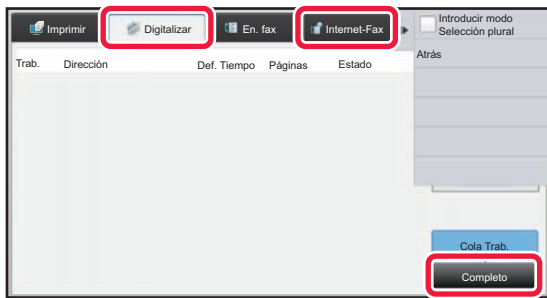 Imprimir Digitalizar En. fax Internet-Fax
Introducir modo
Selección plural
Atrás
Trab. Dirección Def. Tiempo Páginas Estado
Cola Trab.
Completo